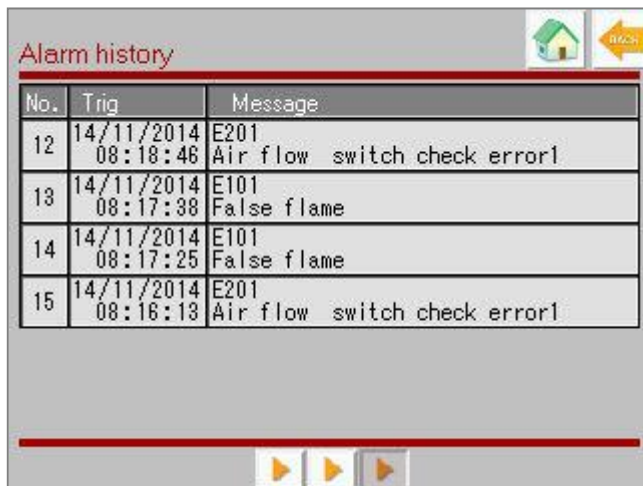 Alarm history
BACK
No. Trig Message
12 14/11/2014 E201
08:18:46 Air flow switch check error1
13 14/11/2014 E101
08:17:38 False flame
14 14/11/2014 E101
08:17:25 False flame
15 14/11/2014 E201
08:16:13 Air flow switch check error1